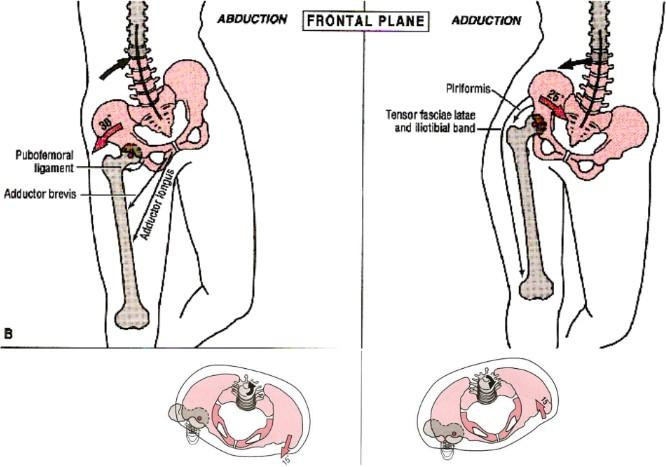 ABDUCTION
FRONTAL PLANE
ADDUCTION
30°
Pubofemoral
ligament
Adductor brevis
Adductor longus
B
Piriformis
25°
Tensor fasciae latae
and iliotibial band
15
15